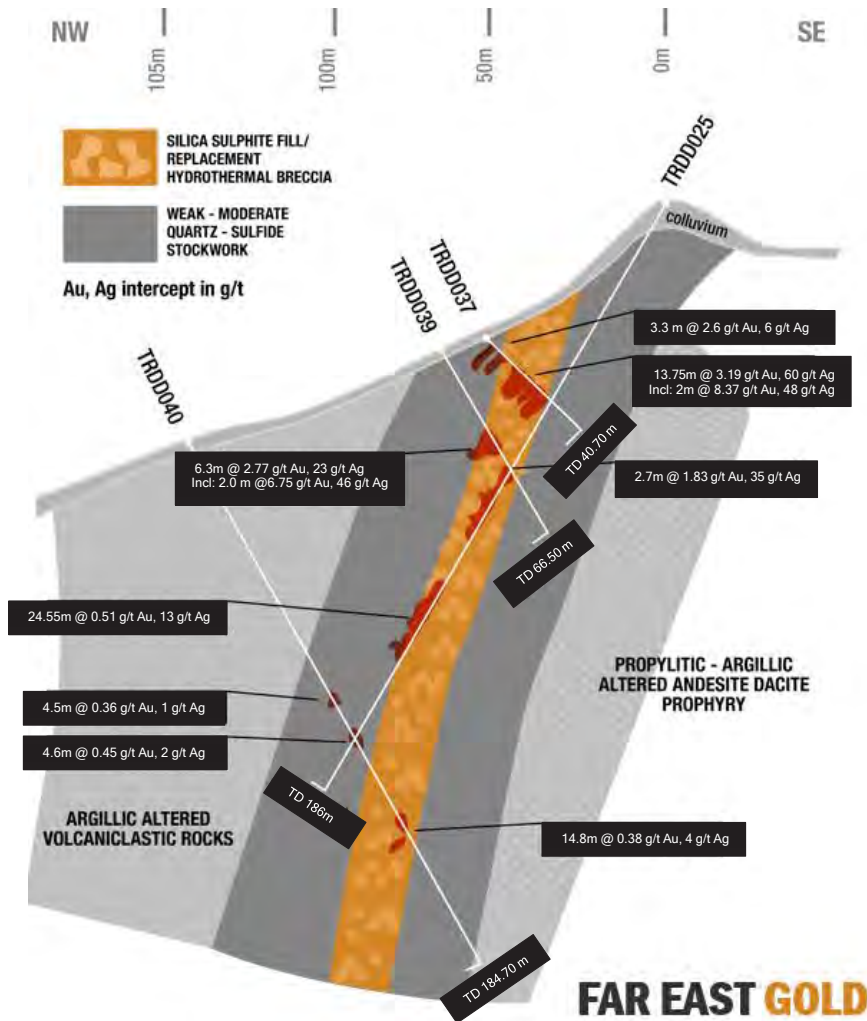 NW
105m
100m
50m
0m
SE
SILICA SULPHITE FILL/
REPLACEMENT
HYDROTHERMAL BRECCIA
WEAK - MODERATE
QUARTZ - SULFIDE
STOCKWORK
Au, Ag intercept in g/t
TRDD025
colluvium
TRDD037
TRDD039
TRDD040
3.3 m @ 2.6 g/t Au, 6 g/t Ag
13.75m @ 3.19 g/t Au, 60 g/t Ag
Incl: 2m @ 8.37 g/t Au, 48 g/t Ag
TD 40.70 m
6.3m @ 2.77 g/t Au, 23 g/t Ag
Incl: 2.0 m @6.75 g/t Au, 46 g/t Ag
2.7m @ 1.83 g/t Au, 35 g/t Ag
TD 66.50 m
24.55m @ 0.51 g/t Au, 13 g/t Ag
PROPYLITIC - ARGILLIC
ALTERED ANDESITE DACITE
PROPHYRY
4.5m @ 0.36 g/t Au, 1 g/t Ag
4.6m @ 0.45 g/t Au, 2 g/t Ag
TD 186m
ARGILLIC ALTERED
VOLCANICLASTIC ROCKS
14.8m @ 0.38 g/t Au, 4 g/t Ag
TD 184.70 m
FAR EAST GOLD